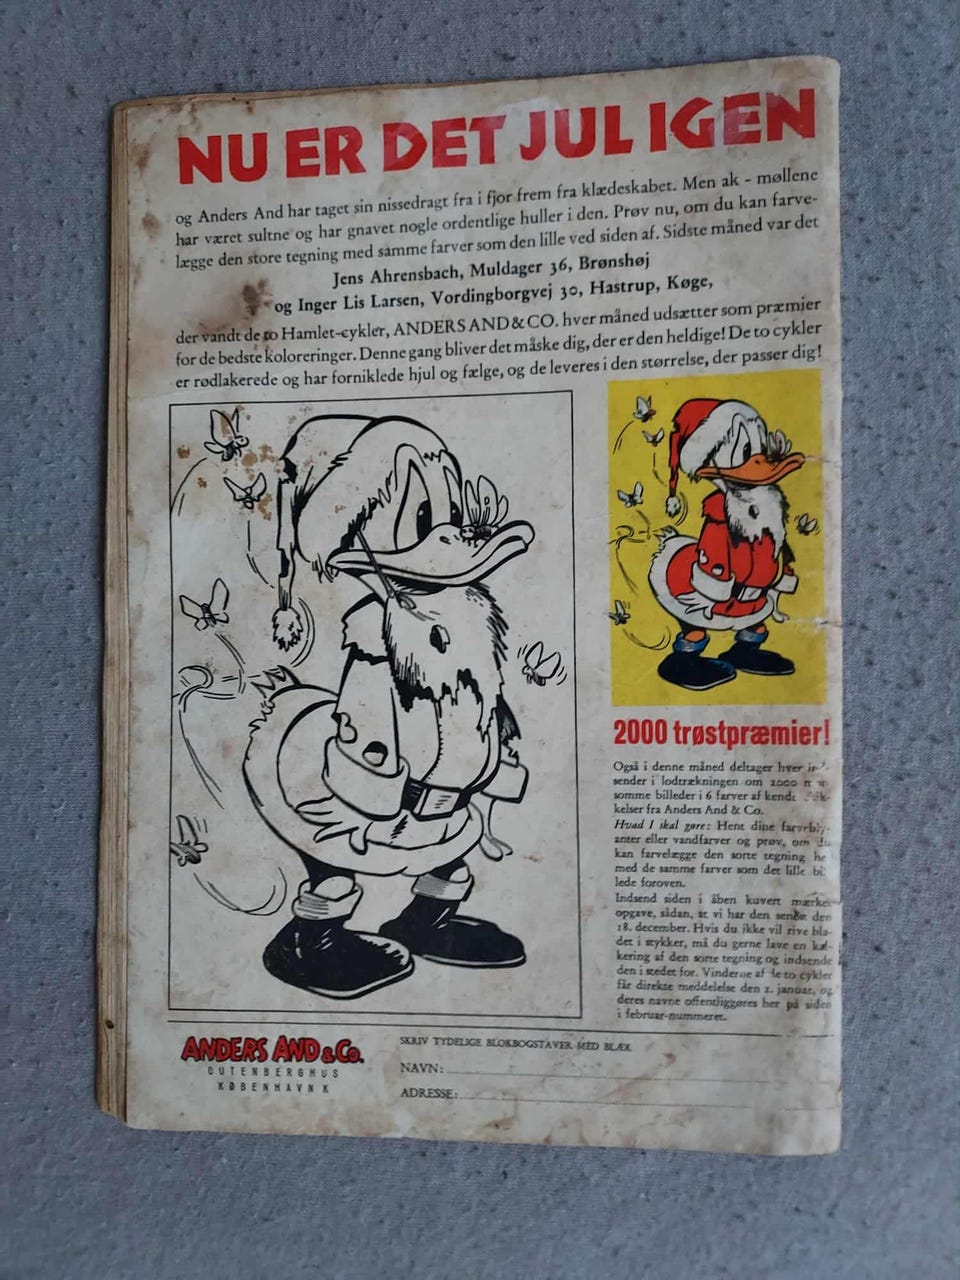 NU ER DET JUL IGEN
og Anders And har taget sin nissedragt fra i fjor frem fra klædeskabet. Men ak - møllene
har været sultne og har gnavet nogle ordentlige huller i den. Prøv nu, om du kan farve-
lægge den store tegning med samme farver som den lille ved siden af. Sidste måned var det
Jens Ahrensbach, Muldager 36, Brønshøj
og Inger Lis Larsen, Vordingborgvej 30, Hastrup, Køge,
der vandt de to Hamlet-cykler, ANDERS AND & CO. hver måned udsætter som præmier
for de bedste koloreringer. Denne gang bliver det måske dig, der er den heldige! De to cykler
er rødlakerede og har forniklede hjul og fælge, og de leveres i den størrelse, der passer dig!
2000 trøstpræmier!
Også i denne måned deltager hver
sender i lodtrækningen om 2000
somme billeder i 6 farver af kendte
kelser fra Anders And & Co.
Hvad I skal gøre: Hent dine farvebly-
anter eller vandfarver og prøv, om du
kan farvelægge den sorte tegning
med de samme farver som det lille bil-
lede foroven.
Indsend siden i åben kuvert mærket
opgave, sådan, at vi har den senest den
18. december. Hvis du ikke vil rive bla-
det i stykker, må du gerne lave en kal-
kering af den sorte tegning og indsende
den i stedet for. Vinderne af de to cykler
får direkte meddelelse den 2. januar, og
deres navne offentliggøres her på siden
i februar-nummeret.
ANDERS AND & Co.
GUTENBERGHUS
KØBENHAVN K
SKRIV TYDELIGE BLOKBOGSTAVER MED BLÆK
NAVN:
ADRESSE: